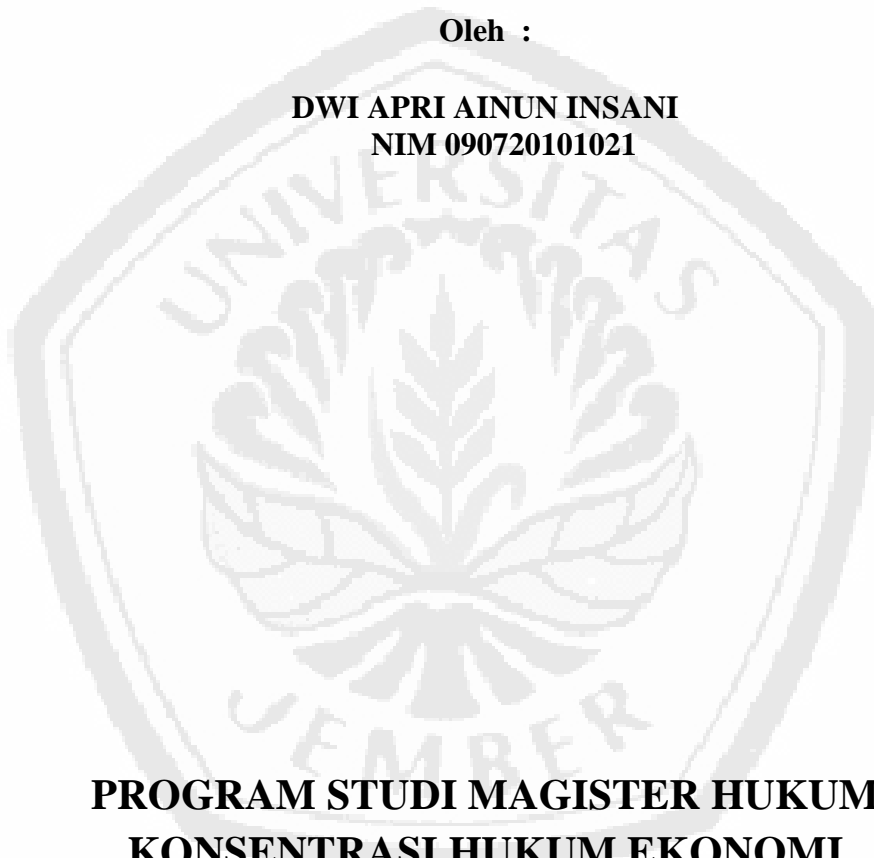 Oleh :
DWI APRI AINUN INSANI
NIM 090720101021
UNIVERSITAS
JEMBER
PROGRAM STUDI MAGISTER HUKUM
KONSENTRASI HUKUM EKONOMI